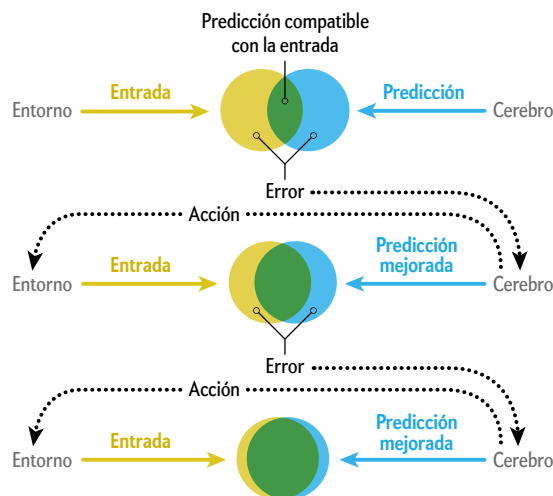 Predicción compatible
con la entrada
Entrada
Predicción
Entorno
Cerebro
Error
Acción
Entrada
Predicción
mejorada
Entorno
Cerebro
Error
Acción
Entrada
Predicción
mejorada
Entorno
Cerebro